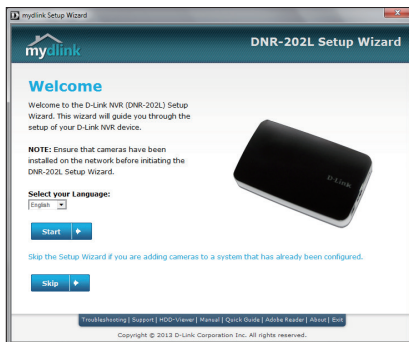 mydlink Setup Wizard
mydlink
DNR-202L Setup Wizard
Welcome
Welcome to the D-Link NVR (DNR-202L) Setup
Wizard. This wizard will guide you through the
setup of your D-Link NVR device.
NOTE: Ensure that cameras have been
installed on the network before initiating the
DNR-202L Setup Wizard.
D-Link
Select your Language:
English
Start
Skip the Setup Wizard if you are adding cameras to a system that has already been configured.
Skip
Troubleshooting | Support | HDD-Viewer | Manual | Quick Guide | Adobe Reader | About | Exit
Copyright © 2013 D-Link Corporation Inc. All rights reserved.